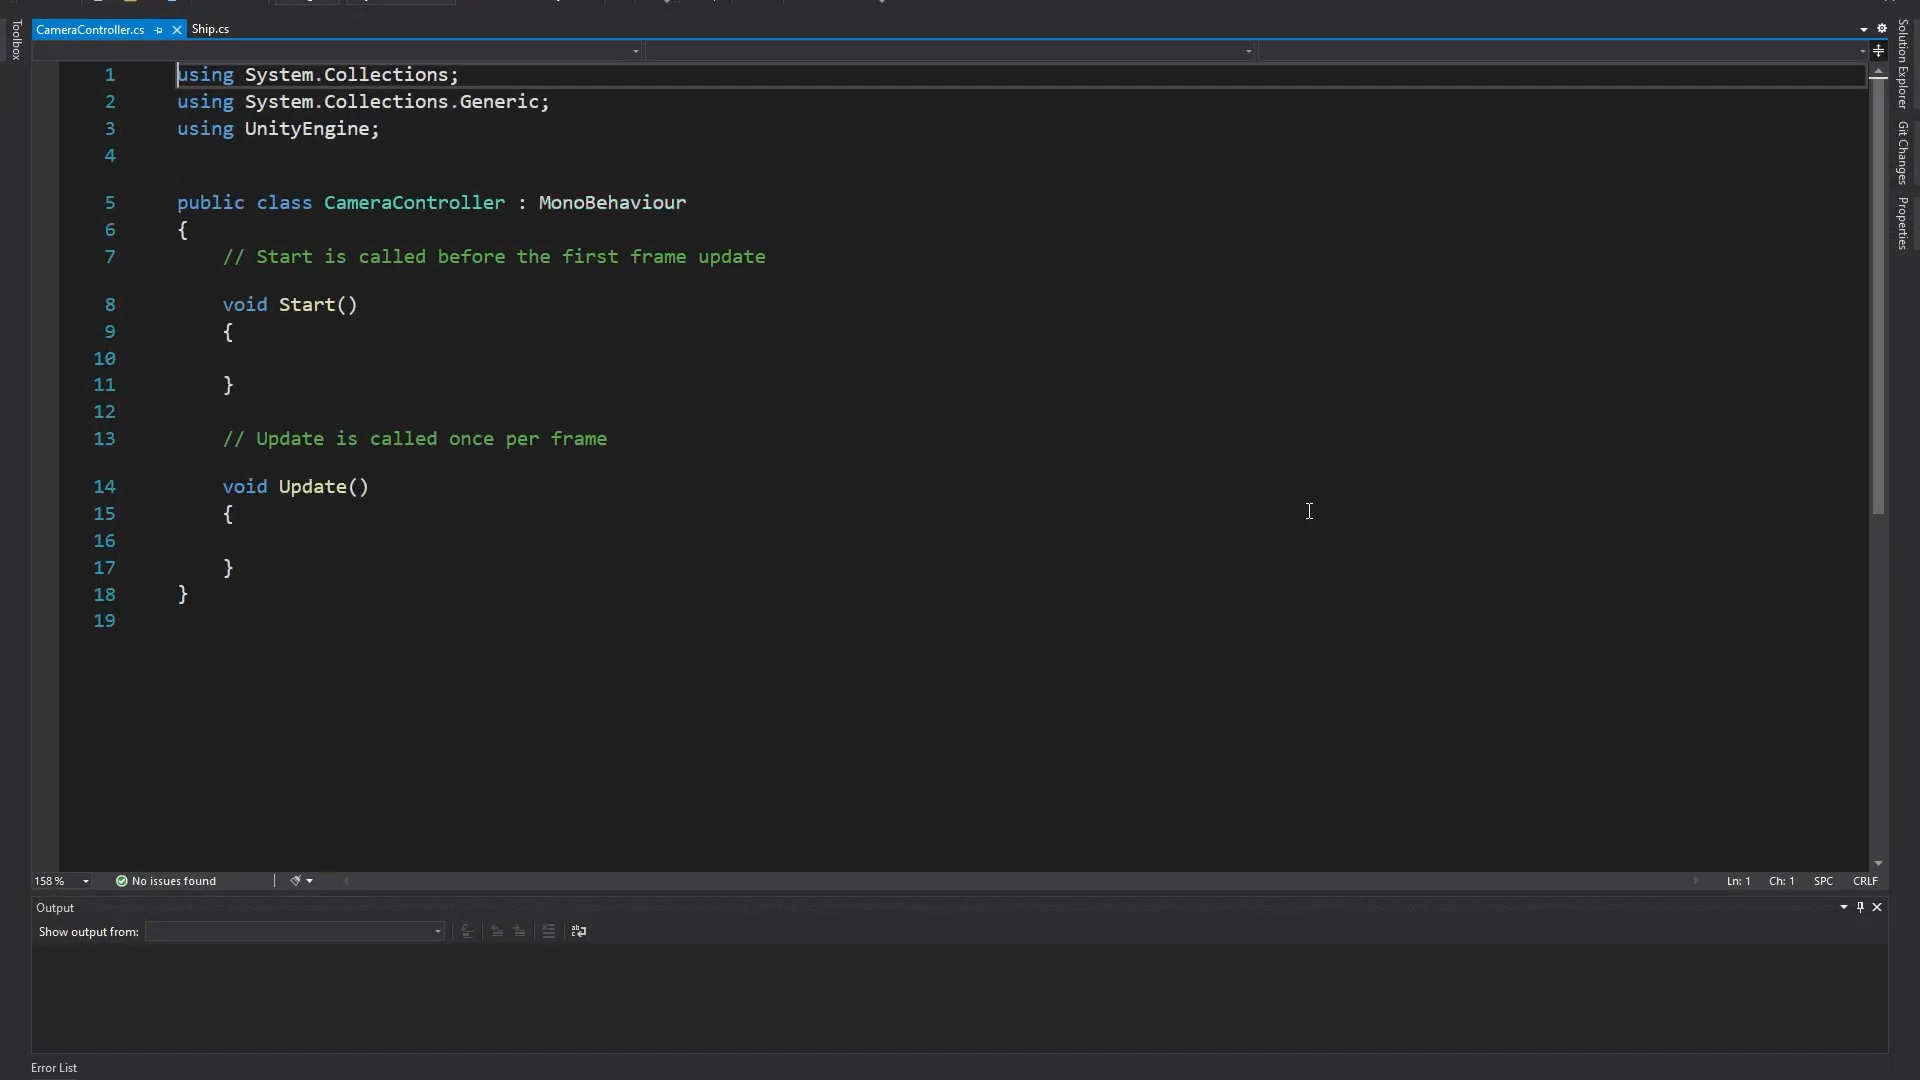 Toolbox
CameraController.cs
Ship.cs
1 using System.Collections;
2 using System.Collections.Generic;
3 using UnityEngine;
4
5 public class CameraController : MonoBehaviour
6 {
7 // Start is called before the first frame update
8 void Start()
9 {
10
11 }
12
13 // Update is called once per frame
14 void Update()
15 {
16
17 }
18 }
19
Solution Explorer
Git Changes
Properties
158 % No issues found Ln: 1 Ch: 1 SPC CRLF
Output
Show output from:
Error List